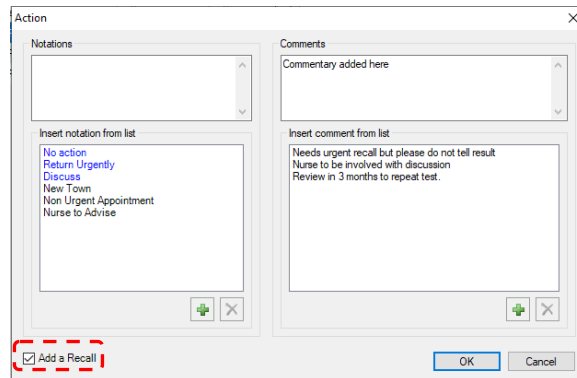 Action
Notations
Insert notation from list
No action
Return Urgently
Discuss
New Town
Non Urgent Appointment
Nurse to Advise
Comments
Commentary added here
Insert comment from list
Needs urgent recall but please do not tell result
Nurse to be involved with discussion
Review in 3 months to repeat test.
Add a Recall
OK
Cancel